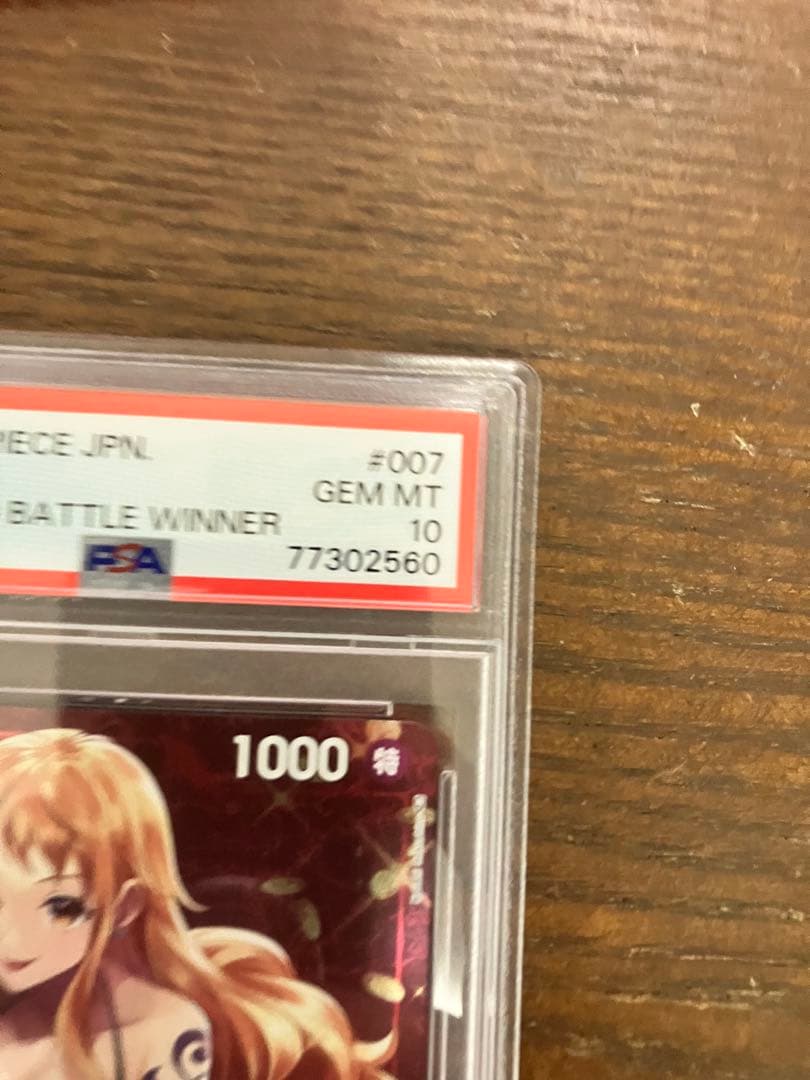 PIECE JPN. #007
GEM MT
BATTLE WINNER 10
PSA 77302560
1000 特